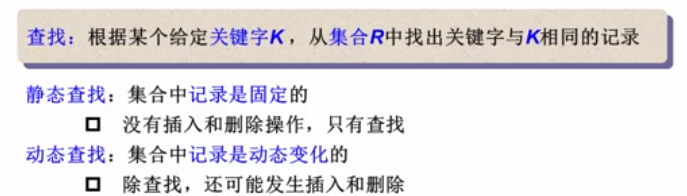 查找：根据某个给定关键字K，从集合R中找出关键字与K相同的记录
静态查找：集合中记录是固定的
没有插入和删除操作，只有查找
动态查找：集合中记录是动态变化的
除查找，还可能发生插入和删除